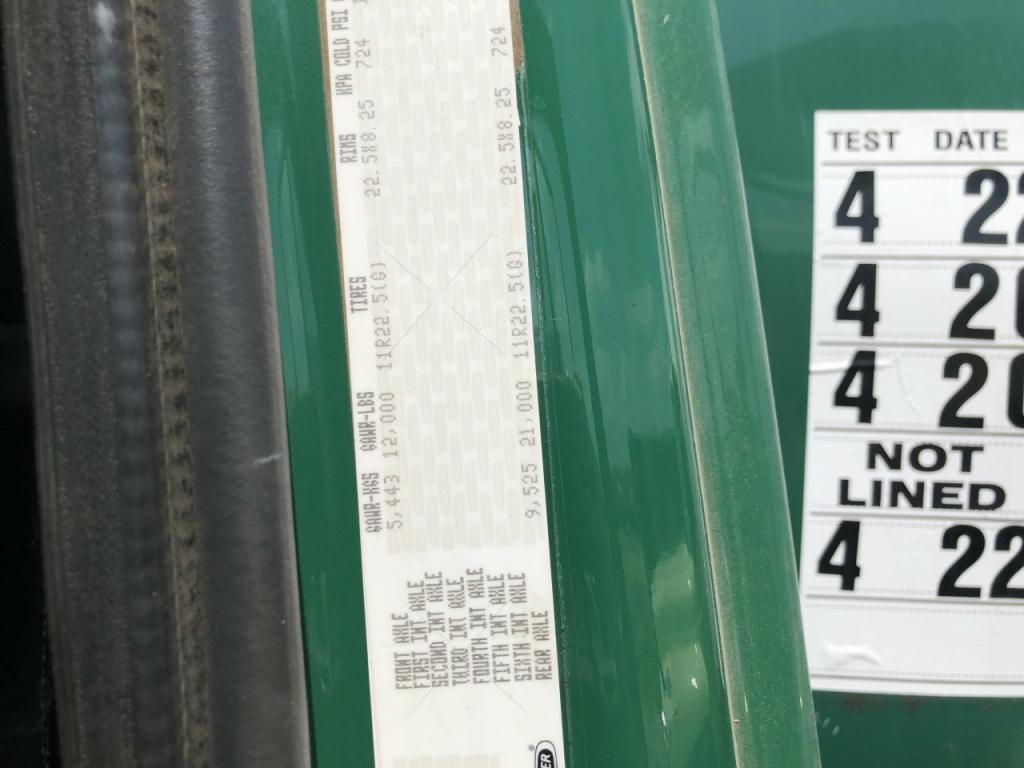 GAWR-KGS GAWR-LBS TIRES RIMS KPA COLD PSI
FRONT AXLE 5,443 12,000 11R22.5(G) 22.5X8.25 724
FIRST INT AXLE
SECOND INT AXLE
THIRD INT AXLE
FOURTH INT AXLE
FIFTH INT AXLE
SIXTH INT AXLE
REAR AXLE 9,525 21,000 11R22.5(G) 22.5X8.25 724
TEST DATE
4 22
4 20
4 20
NOT
LINED
4 22